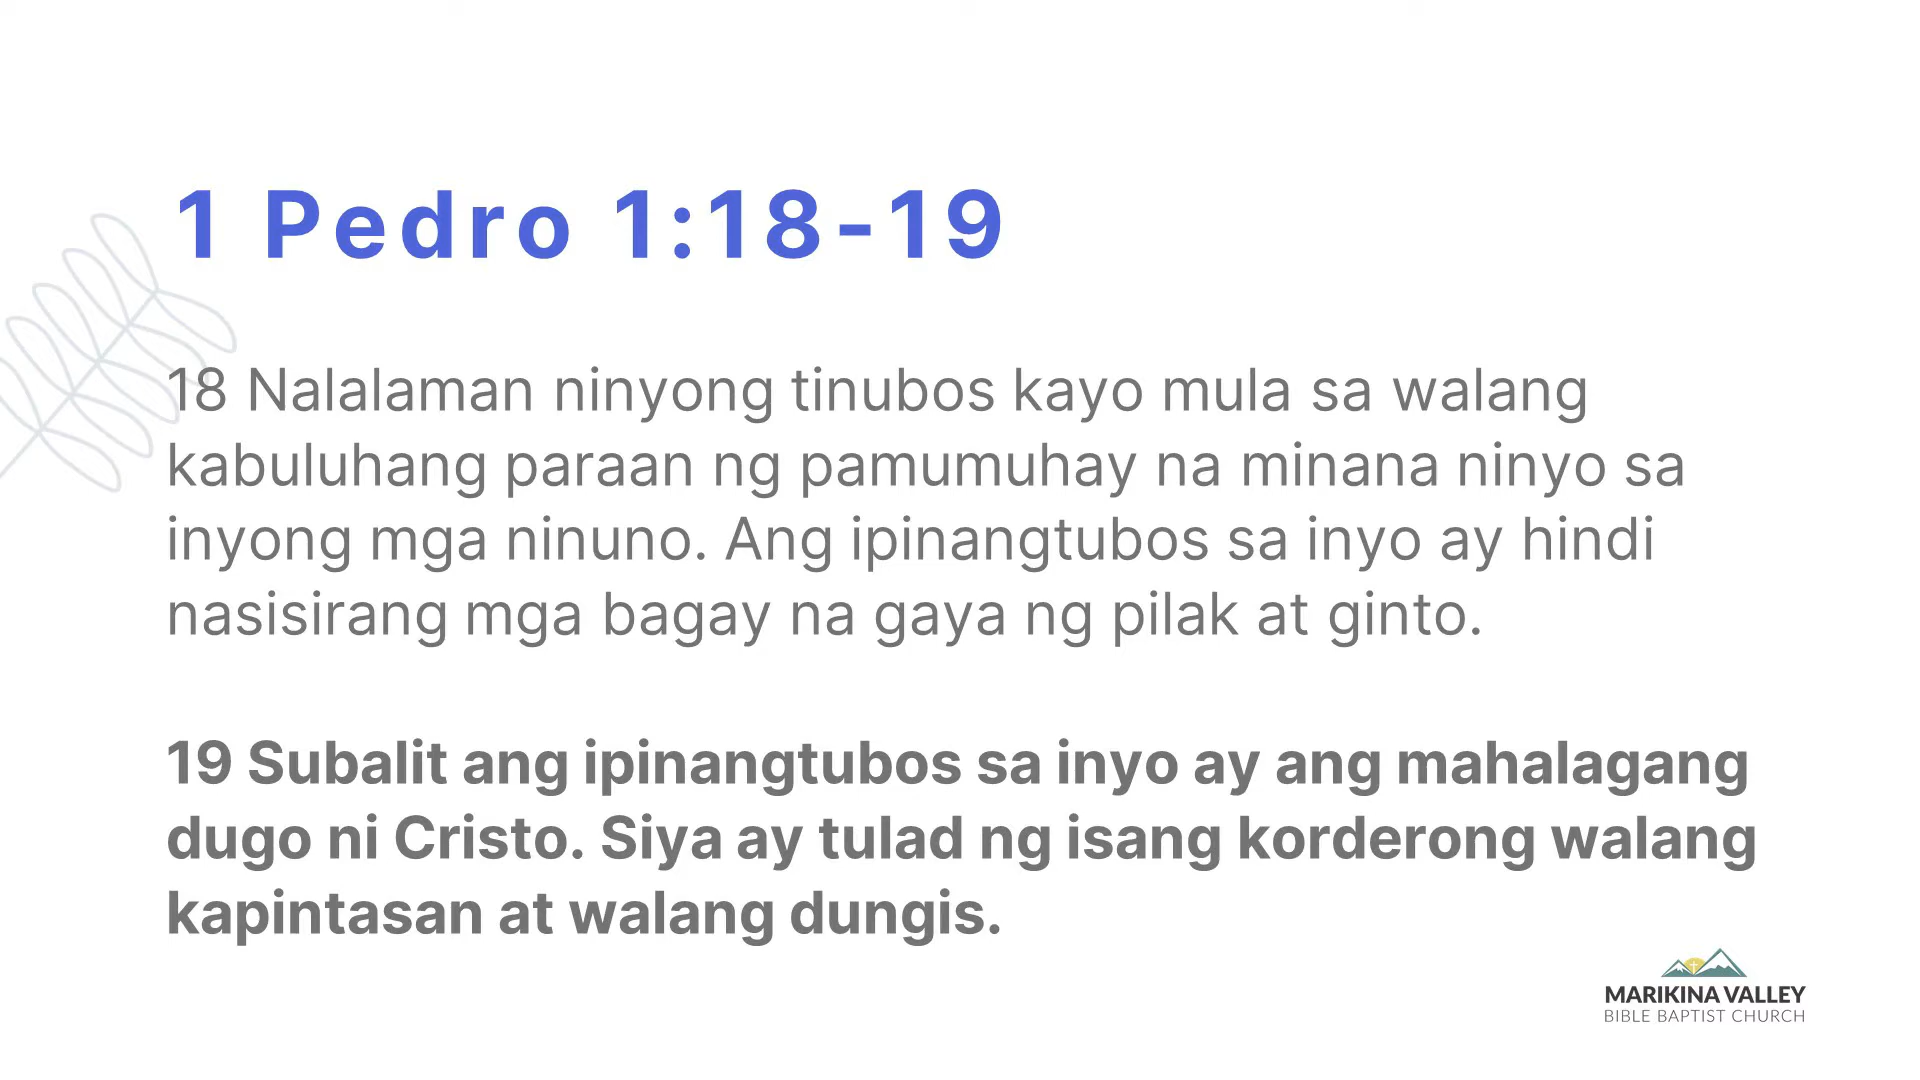 1 Pedro 1:18-19
18 Nalalaman ninyong tinubos kayo mula sa walang
kabuluhang paraan ng pamumuhay na minana ninyo sa
inyong mga ninuno. Ang ipinangtubos sa inyo ay hindi
nasisirang mga bagay na gaya ng pilak at ginto.
19 Subalit ang ipinangtubos sa inyo ay ang mahalagang
dugo ni Cristo. Siya ay tulad ng isang korderong walang
kapintasan at walang dungis.
MARIKINA VALLEY
BIBLE BAPTIST CHURCH